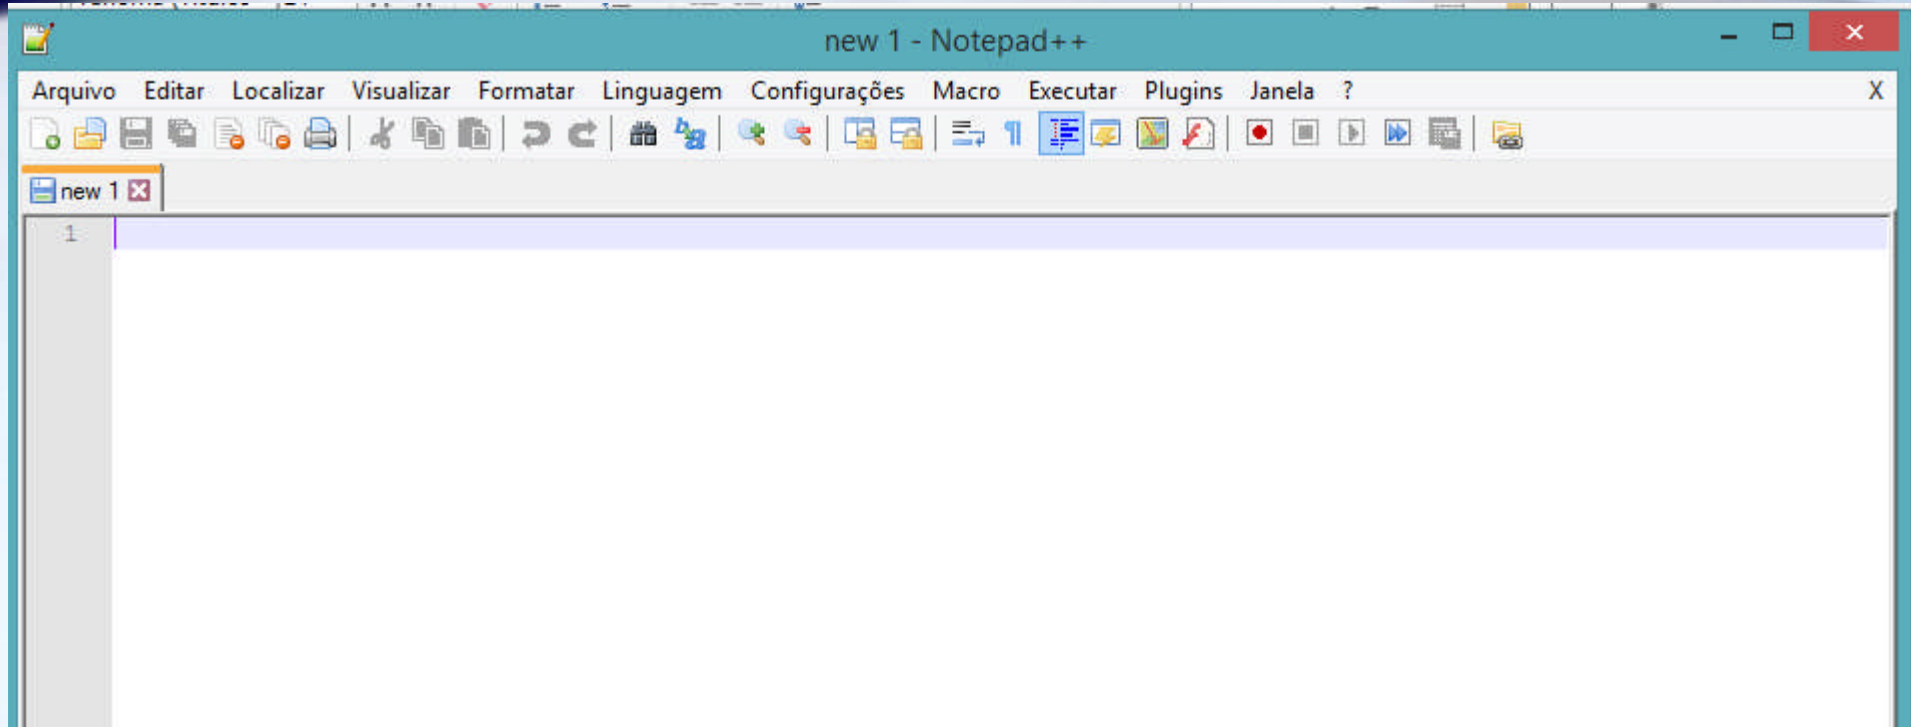 new 1 - Notepad++
Arquivo Editar Localizar Visualizar Formatar Linguagem Configurações Macro Executar Plugins Janela ? X
new 1
1